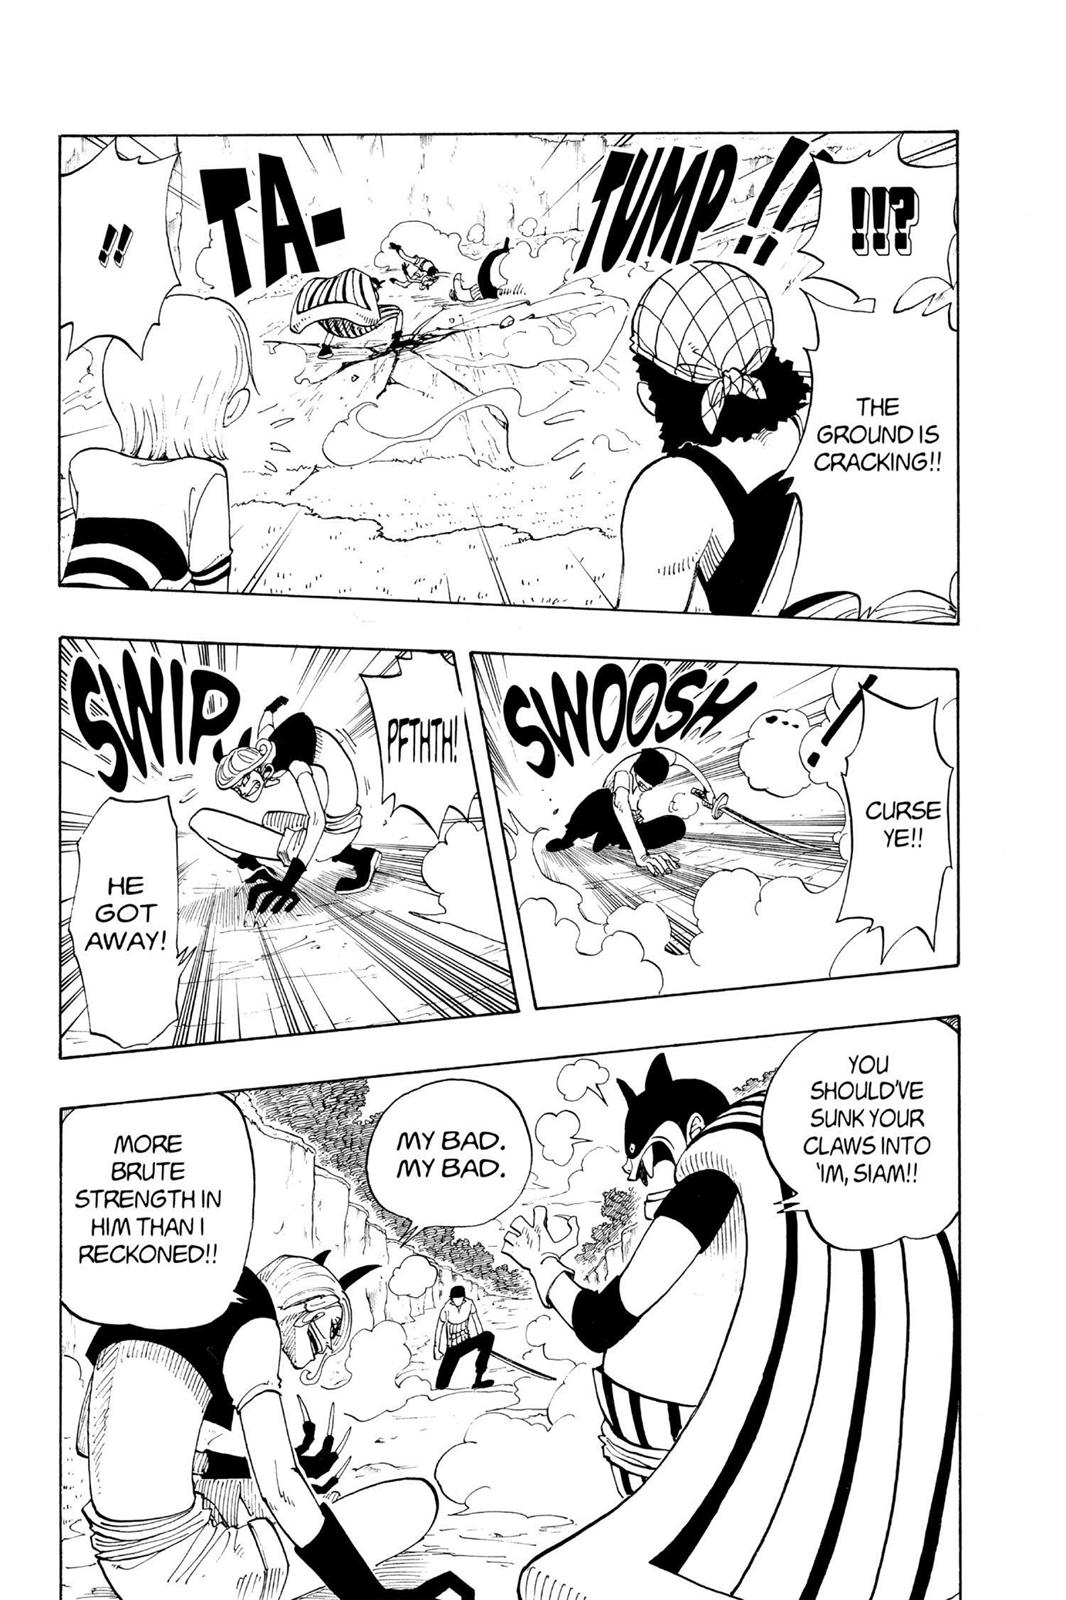 !!!?
THE
GROUND IS
CRACKING!!
TA-
TUMP!!
!!
SWOOSH
!
CURSE
YE!!
PFTHTH!
SWIP
HE
GOT
AWAY!
YOU
SHOULD'VE
SUNK YOUR
CLAWS INTO
'IM, SIAM!!
MY BAD.
MY BAD.
MORE
BRUTE
STRENGTH IN
HIM THAN I
RECKONED!!